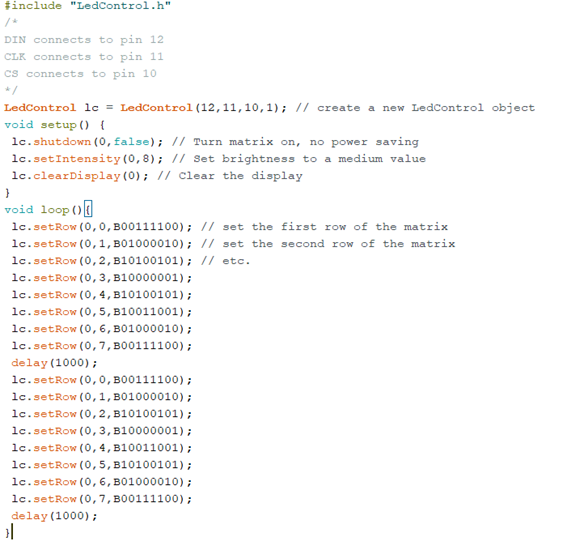 #include "LedControl.h"
/*
DIN connects to pin 12
CLK connects to pin 11
CS connects to pin 10
*/
LedControl lc = LedControl(12,11,10,1); // create a new LedControl object
void setup() {
 lc.shutdown(0,false); // Turn matrix on, no power saving
 lc.setIntensity(0,8); // Set brightness to a medium value
 lc.clearDisplay(0); // Clear the display
}
void loop(){
 lc.setRow(0,0,B00111100); // set the first row of the matrix
 lc.setRow(0,1,B01000010); // set the second row of the matrix
 lc.setRow(0,2,B10100101); // etc.
 lc.setRow(0,3,B10000001);
 lc.setRow(0,4,B10100101);
 lc.setRow(0,5,B10011001);
 lc.setRow(0,6,B01000010);
 lc.setRow(0,7,B00111100);
 delay(1000);
 lc.setRow(0,0,B00111100);
 lc.setRow(0,1,B01000010);
 lc.setRow(0,2,B10100101);
 lc.setRow(0,3,B10000001);
 lc.setRow(0,4,B10011001);
 lc.setRow(0,5,B10100101);
 lc.setRow(0,6,B01000010);
 lc.setRow(0,7,B00111100);
 delay(1000);
}